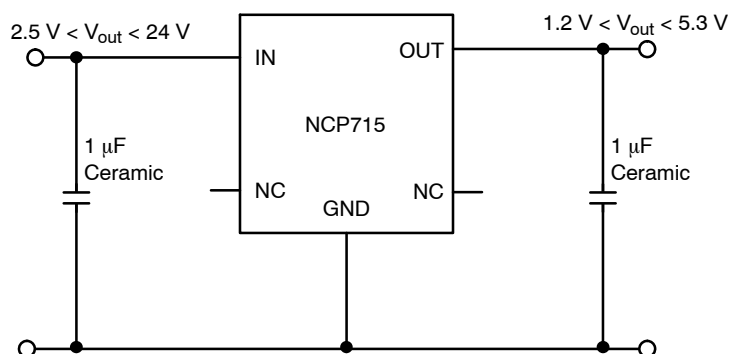 2.5 V < Vout < 24 V
1.2 V < Vout < 5.3 V
IN
OUT
NCP715
1 μF
Ceramic
1 μF
Ceramic
NC
NC
GND